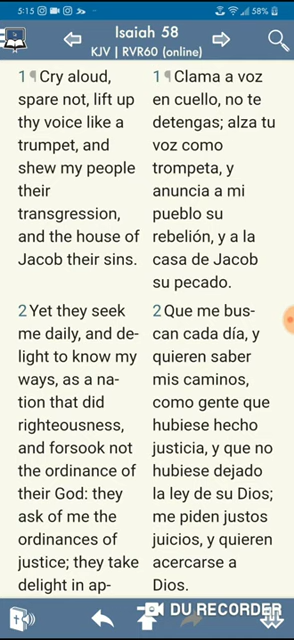 5:15 58%
Isaiah 58
KJV | RVR60 (online)
1 ¶ Cry aloud,
spare not, lift up
thy voice like a
trumpet, and
shew my people
their
transgression,
and the house of
Jacob their sins.
2 Yet they seek
me daily, and de-
light to know my
ways, as a na-
tion that did
righteousness,
and forsook not
the ordinance of
their God: they
ask of me the
ordinances of
justice; they take
delight in ap-
1 ¶ Clama a voz
en cuello, no te
detengas; alza tu
voz como
trompeta, y
anuncia a mi
pueblo su
rebelión, y a la
casa de Jacob
su pecado.
2 Que me bus-
can cada día, y
quieren saber
mis caminos,
como gente que
hubiese hecho
justicia, y que no
hubiese dejado
la ley de su Dios;
me piden justos
juicios, y quieren
acercarse a
Dios.
DU RECORDER